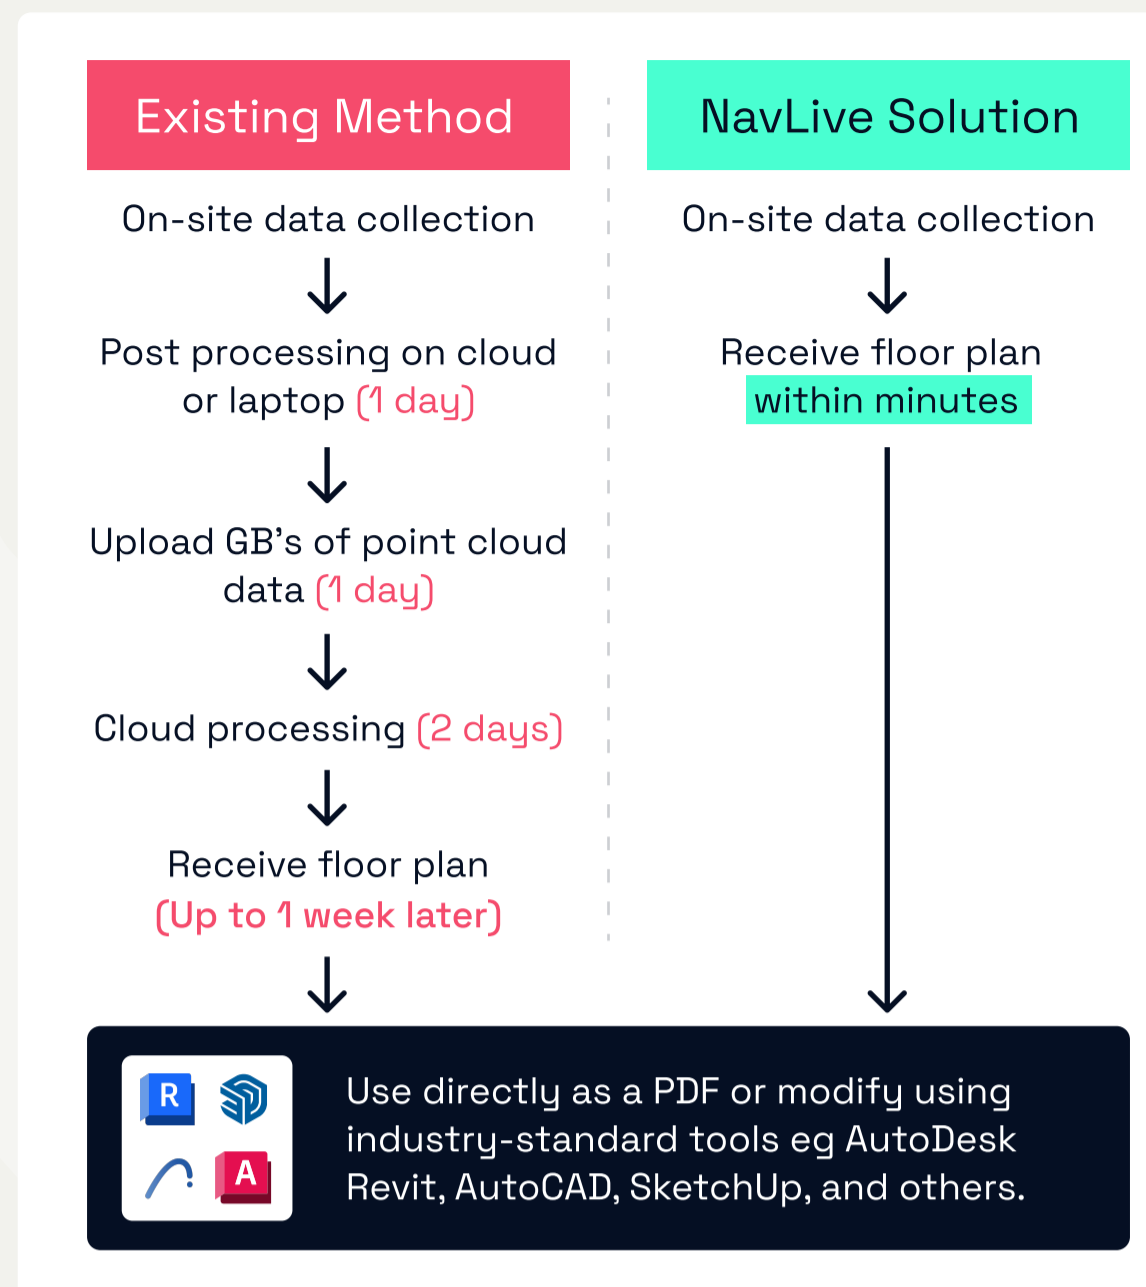 Existing Method
On-site data collection
Post processing on cloud
or laptop (1 day)
Upload GB’s of point cloud
data (1 day)
Cloud processing (2 days)
Receive floor plan
(Up to 1 week later)
NavLive Solution
On-site data collection
Receive floor plan
within minutes
R
A
Use directly as a PDF or modify using
industry-standard tools eg AutoDesk
Revit, AutoCAD, SketchUp, and others.